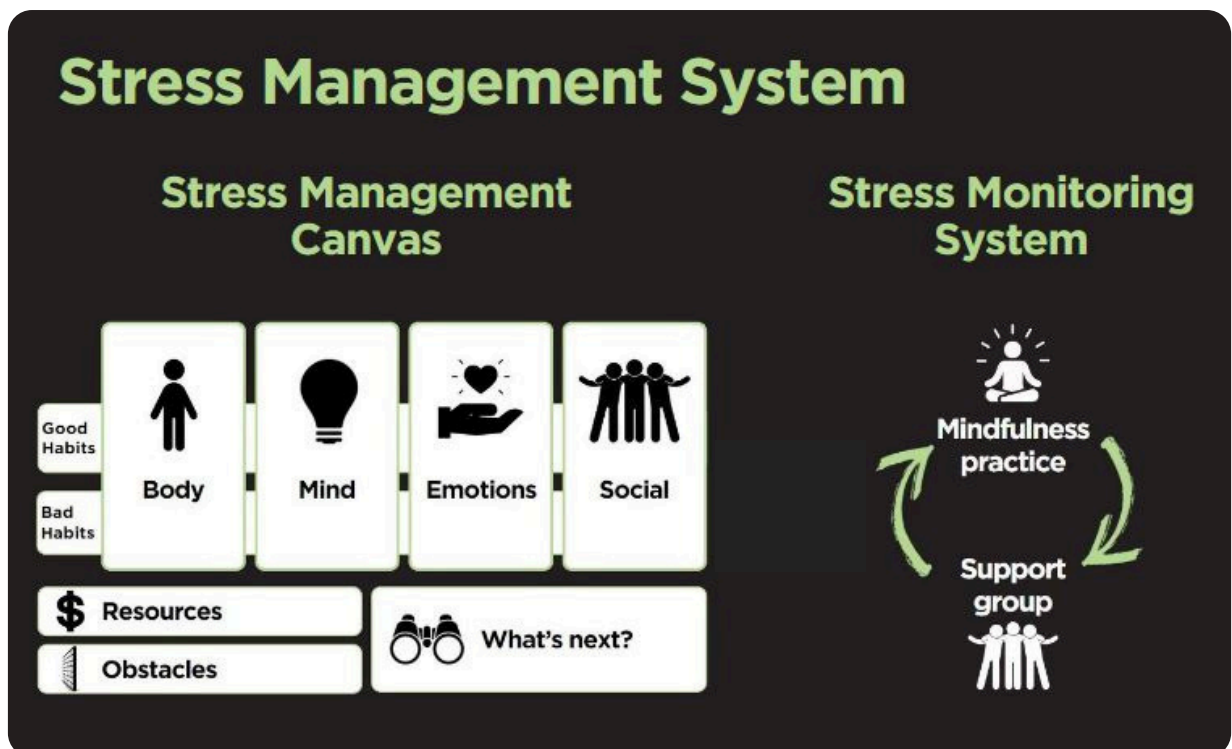 Stress Management System
Stress Management
Canvas
Good
Habits
Bad
Habits
Body
Mind
Emotions
Social
$ Resources
Obstacles
What's next?
Stress Monitoring
System
Mindfulness
practice
Support
group